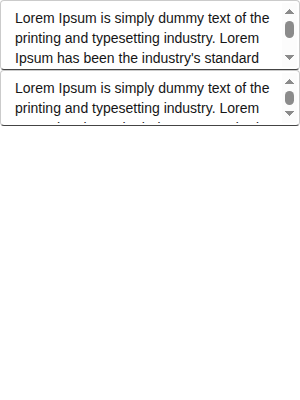 Lorem Ipsum is simply dummy text of the
printing and typesetting industry. Lorem
Ipsum has been the industry's standard
Lorem Ipsum is simply dummy text of the
printing and typesetting industry. Lorem